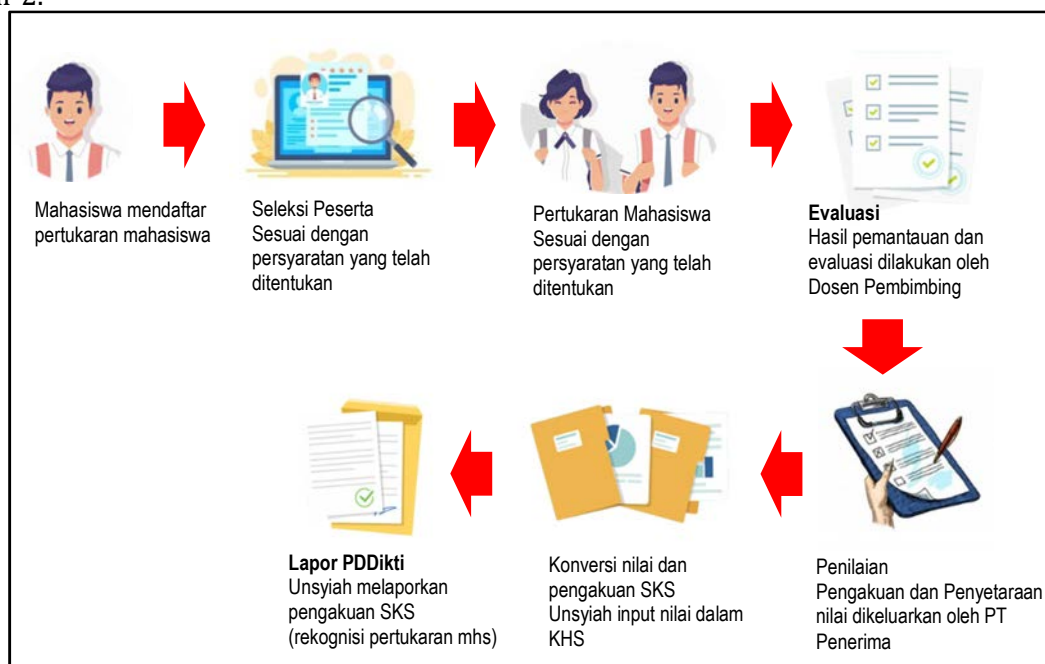 Mahasiswa mendaftar
pertukaran mahasiswa
Seleksi Peserta
Sesuai dengan
persyaratan yang telah
ditentukan
Pertukaran Mahasiswa
Sesuai dengan
persyaratan yang telah
ditentukan
Evaluasi
Hasil pemantauan dan
evaluasi dilakukan oleh
Dosen Pembimbing
Penilaian
Pengakuan dan Penyetaraan
nilai dikeluarkan oleh PT
Penerima
Konversi nilai dan
pengakuan SKS
Unsyiah input nilai dalam
KHS
Lapor PDDikti
Unsyiah melaporkan
pengakuan SKS
(rekognisi pertukaran mhs)